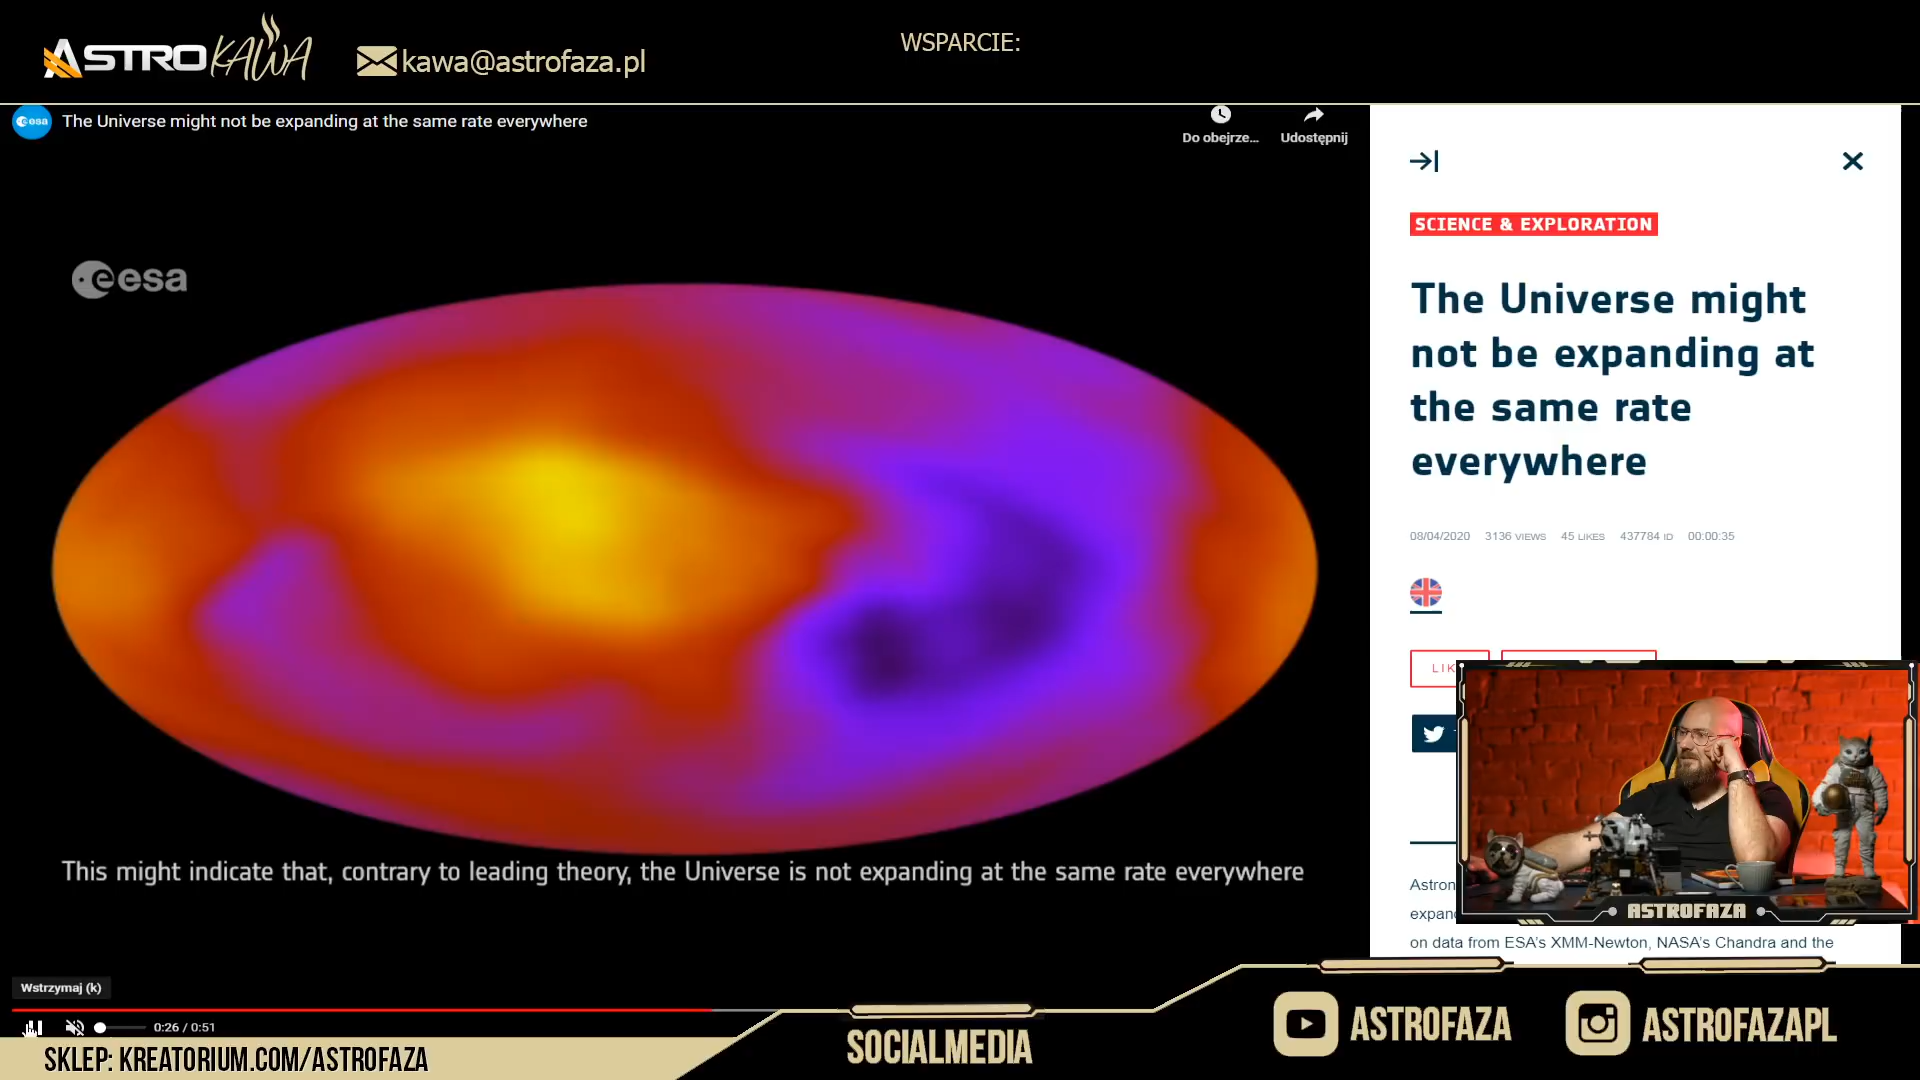 ASTRO KAWA
kawa@astrofaza.pl
WSPARCIE:
esa
The Universe might not be expanding at the same rate everywhere
Do obejrze...
Udostępnij
esa
This might indicate that, contrary to leading theory, the Universe is not expanding at the same rate everywhere
Wstrzymaj (k)
0:26 / 0:51
SCIENCE & EXPLORATION
The Universe might
not be expanding at
the same rate
everywhere
08/04/2020 3136 VIEWS 45 LIKES 437784 ID 00:00:35
LIK
Astron
expan
on data from ESA's XMM-Newton, NASA's Chandra and the
ASTROFAZA
SKLEP: KREATORIUM.COM/ASTROFAZA
SOCIALMEDIA
ASTROFAZA
ASTROFAZAPL